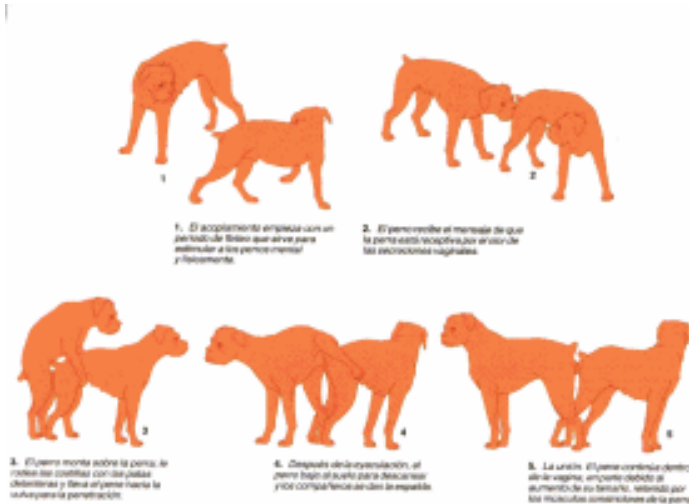 1
2
1. El acoplamiento empieza con un
período de flirteo que sirve para
estimular a los perros mental
y físicamente.
2. El perro recibe el mensaje de que
la perra está receptiva por el olor de
las secreciones vaginales.
3
4
5
3. El perro monta sobre la perra, le
rodea las costillas con las patas
delanteras y lleva el pene hacia la
vulva para la penetración.
4. Después de la eyaculación, el
perro baja al suelo para descansar
y los compañeros se dan la espalda.
5. La unión. El pene continúa dentro
de la vagina, en parte debido al
aumento de su tamaño, retenido por
los músculos constrictores de la perra